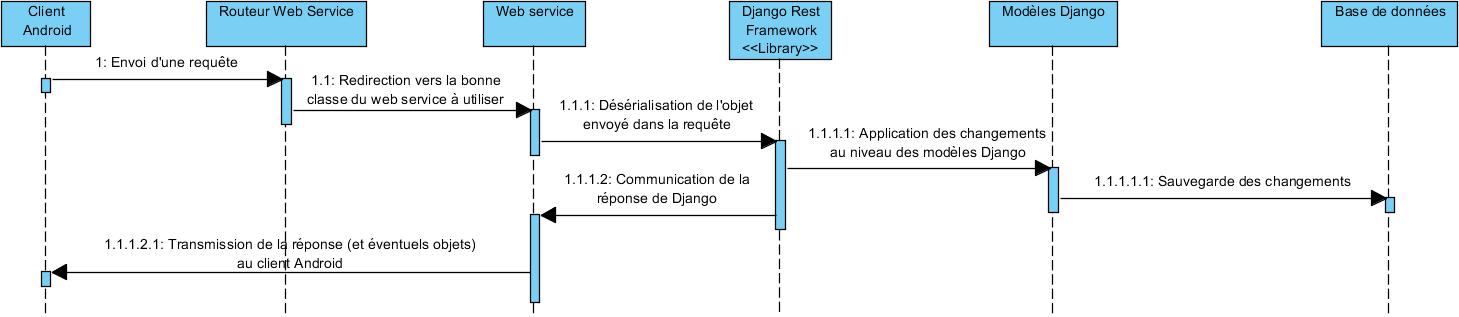 Client
Android
Routeur Web Service
Web service
Django Rest
Framework
<<Library>>
Modèles Django
Base de données
1: Envoi d'une requête
1.1: Redirection vers la bonne
classe du web service à utiliser
1.1.1: Désérialisation de l'objet
envoyé dans la requête
1.1.1.1: Application des changements
au niveau des modèles Django
1.1.1.1.1: Sauvegarde des changements
1.1.1.2: Communication de la
réponse de Django
1.1.1.2.1: Transmission de la réponse (et éventuels objets)
au client Android